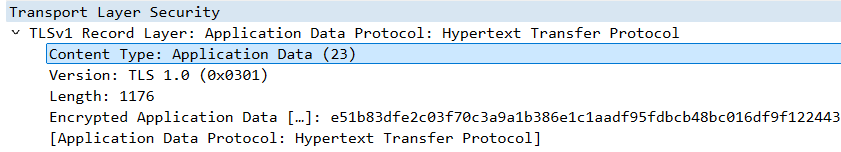 Transport Layer Security
TLSv1 Record Layer: Application Data Protocol: Hypertext Transfer Protocol
Content Type: Application Data (23)
Version: TLS 1.0 (0x0301)
Length: 1176
Encrypted Application Data […]: e51b83dfe2c03f70c3a9a1b386e1c1aadf95fdbcb48bc016df9f122443
[Application Data Protocol: Hypertext Transfer Protocol]